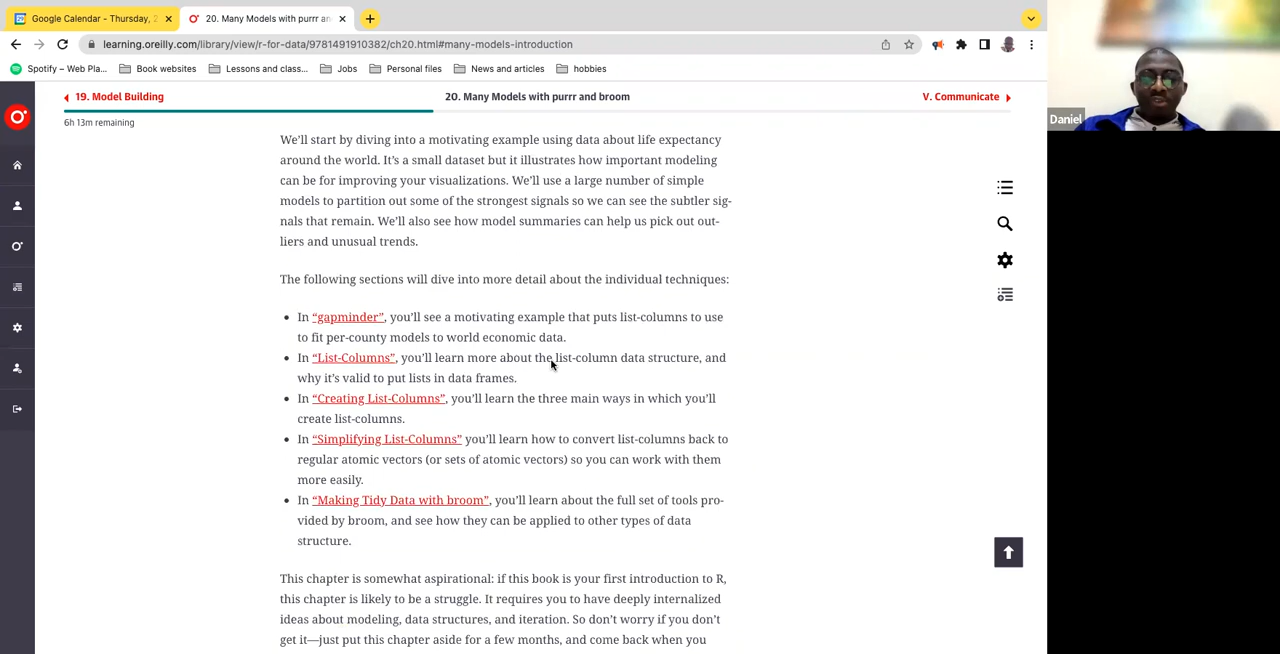 Google Calendar - Thursday, 2
20. Many Models with purrr an
learning.oreilly.com/library/view/r-for-data/9781491910382/ch20.html#many-models-introduction
Spotify – Web Pla...
Book websites
Lessons and class...
Jobs
Personal files
News and articles
hobbies
19. Model Building
20. Many Models with purrr and broom
V. Communicate
6h 13m remaining
We’ll start by diving into a motivating example using data about life expectancy
around the world. It’s a small dataset but it illustrates how important modeling
can be for improving your visualizations. We’ll use a large number of simple
models to partition out some of the strongest signals so we can see the subtler sig-
nals that remain. We’ll also see how model summaries can help us pick out out-
liers and unusual trends.
The following sections will dive into more detail about the individual techniques:
• In “gapminder”, you’ll see a motivating example that puts list-columns to use
to fit per-county models to world economic data.
• In “List-Columns”, you’ll learn more about the list-column data structure, and
why it’s valid to put lists in data frames.
• In “Creating List-Columns”, you’ll learn the three main ways in which you’ll
create list-columns.
• In “Simplifying List-Columns” you’ll learn how to convert list-columns back to
regular atomic vectors (or sets of atomic vectors) so you can work with them
more easily.
• In “Making Tidy Data with broom”, you’ll learn about the full set of tools pro-
vided by broom, and see how they can be applied to other types of data
structure.
This chapter is somewhat aspirational: if this book is your first introduction to R,
this chapter is likely to be a struggle. It requires you to have deeply internalized
ideas about modeling, data structures, and iteration. So don’t worry if you don’t
get it—just put this chapter aside for a few months, and come back when you
Daniel